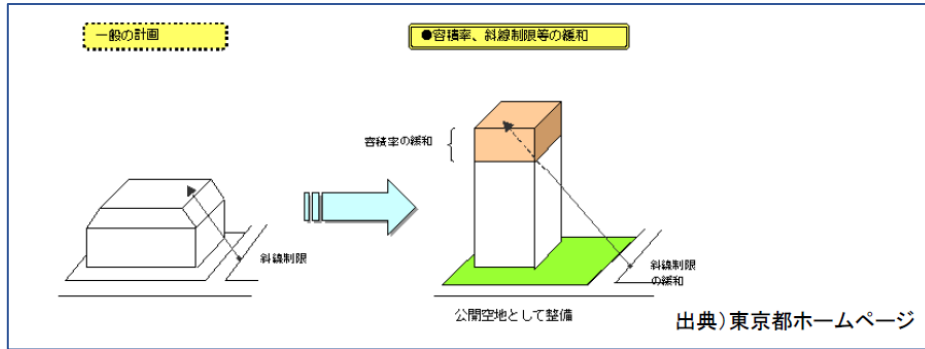 一般の計画
●容積率、斜線制限等の緩和
容積率の緩和
斜線制限
斜線制限
の緩和
公開空地として整備
出典）東京都ホームページ